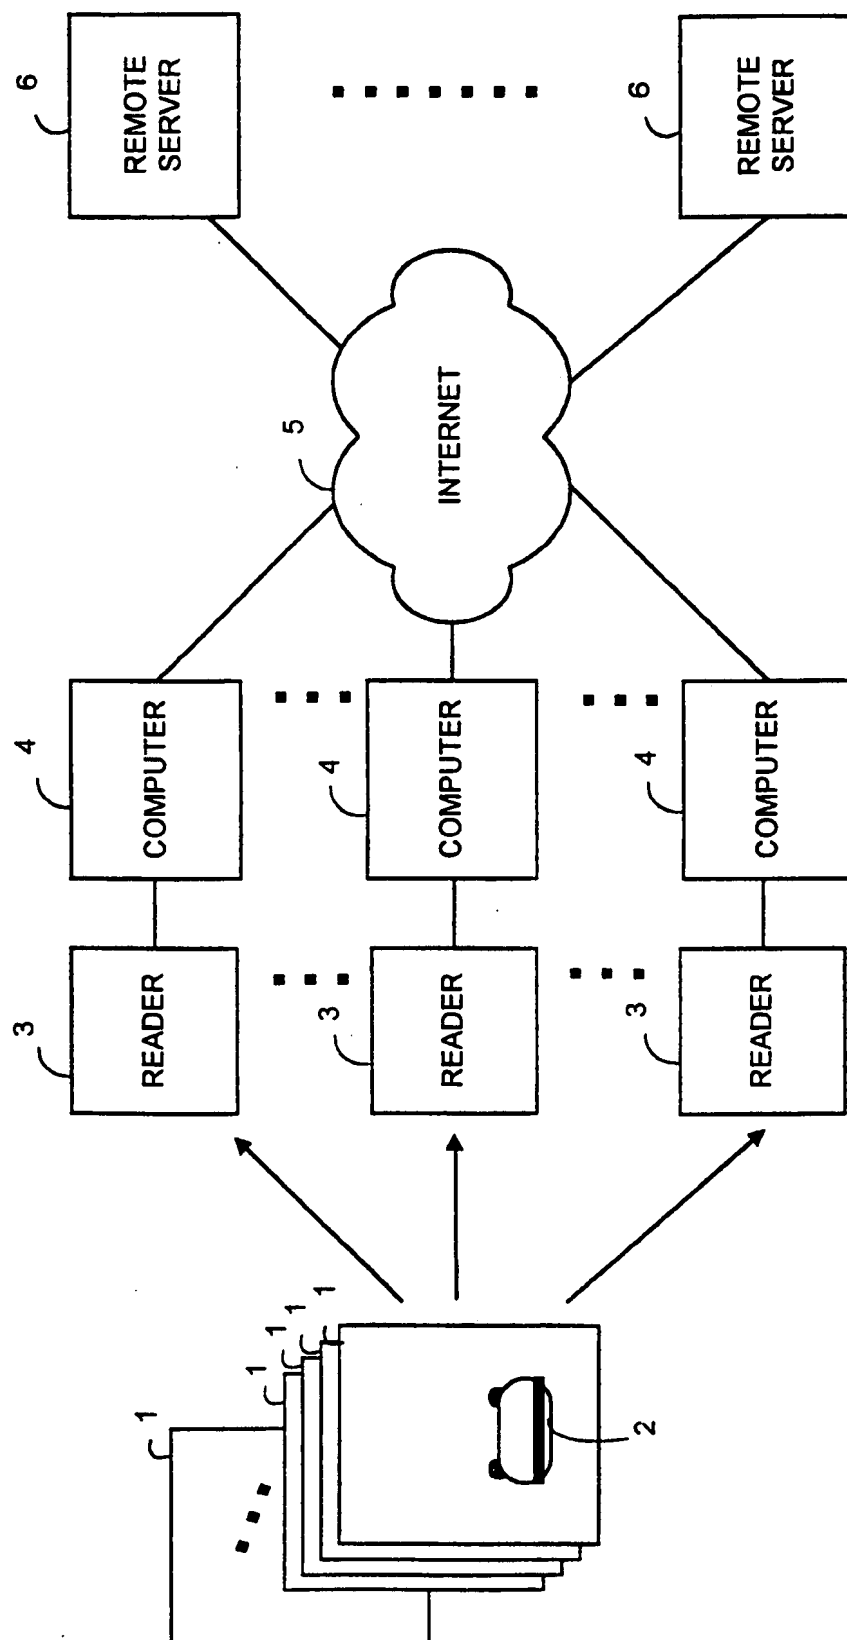 3
4
6
1
READER
COMPUTER
REMOTE
SERVER
1
1
1
1
5
3
4
READER
COMPUTER
INTERNET
2
3
4
6
READER
COMPUTER
REMOTE
SERVER